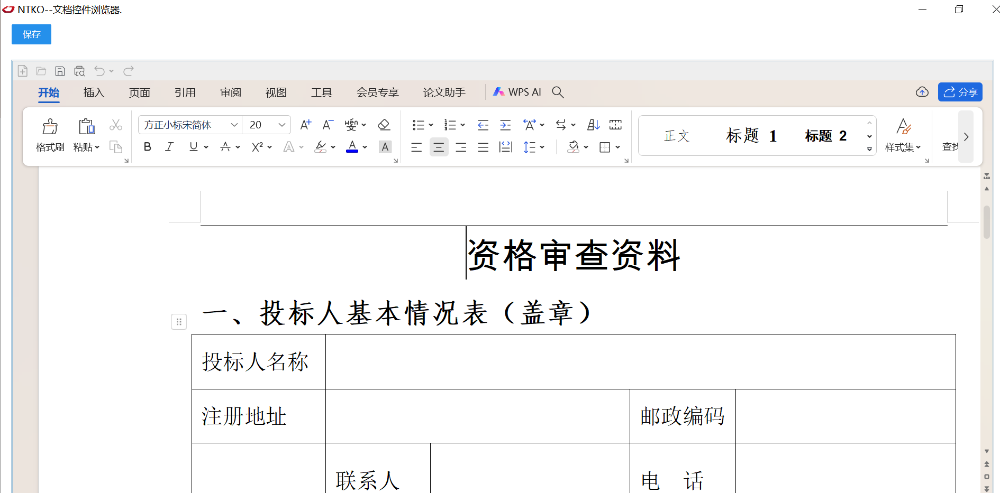 NTKO--文档控件浏览器.
保存
开始 插入 页面 引用 审阅 视图 工具 会员专享 论文助手 WPS AI 分享
方正小标宋简体 20 wén 正文 标题 1 标题 2
格式刷 粘贴 B I U A X² A A A 样式集 查找
资格审查资料
一、投标人基本情况表（盖章）
投标人名称
注册地址 邮政编码
联系人 电 话